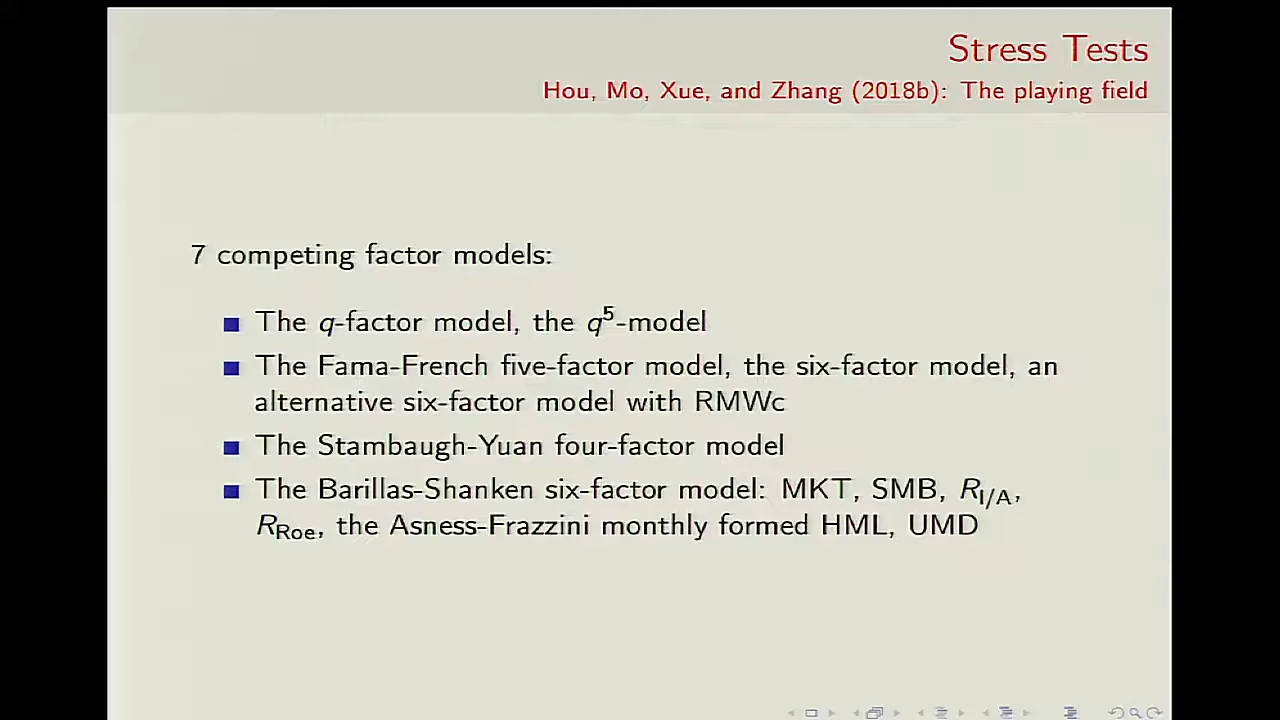 Stress Tests
Hou, Mo, Xue, and Zhang (2018b): The playing field
7 competing factor models:
The q-factor model, the q⁵-model
The Fama-French five-factor model, the six-factor model, an
alternative six-factor model with RMWc
The Stambaugh-Yuan four-factor model
The Barillas-Shanken six-factor model: MKT, SMB, R_I/A,
R_Roe, the Asness-Frazzini monthly formed HML, UMD